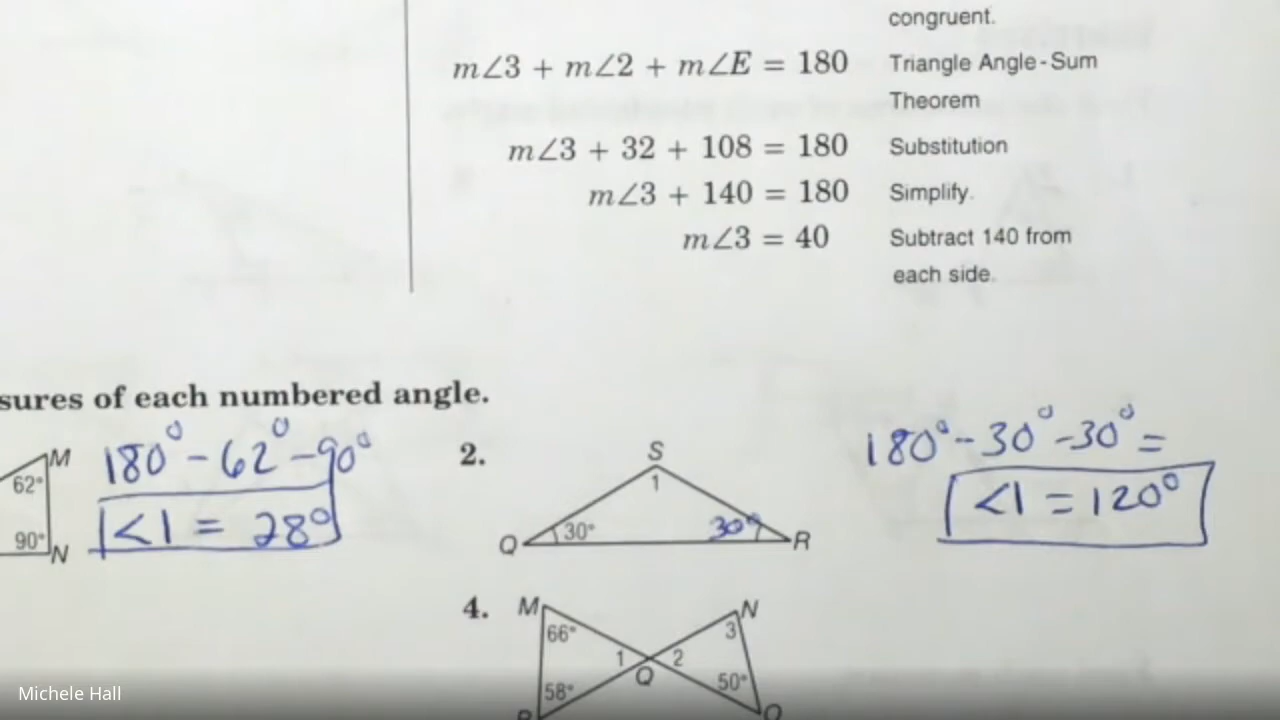 congruent.
m∠3 + m∠2 + m∠E = 180 Triangle Angle-Sum
Theorem
m∠3 + 32 + 108 = 180 Substitution
m∠3 + 140 = 180 Simplify.
m∠3 = 40 Subtract 140 from
each side.
sures of each numbered angle.
M
62°
90°
N
180° - 62° - 90°
<1 = 28°
2.
S
1
Q
30°
30°
R
180° - 30° - 30° =
<1 = 120°
4.
M
N
66°
3
1
2
Q
58°
50°
Michele Hall